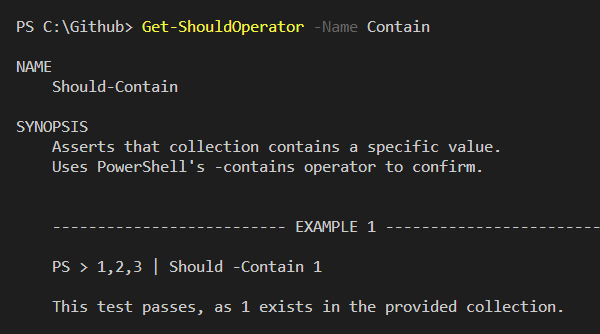 PS C:\Github> Get-ShouldOperator -Name Contain
NAME
Should-Contain
SYNOPSIS
Asserts that collection contains a specific value.
Uses PowerShell's -contains operator to confirm.
-------------------------- EXAMPLE 1 ------------------------
PS > 1,2,3 | Should -Contain 1
This test passes, as 1 exists in the provided collection.